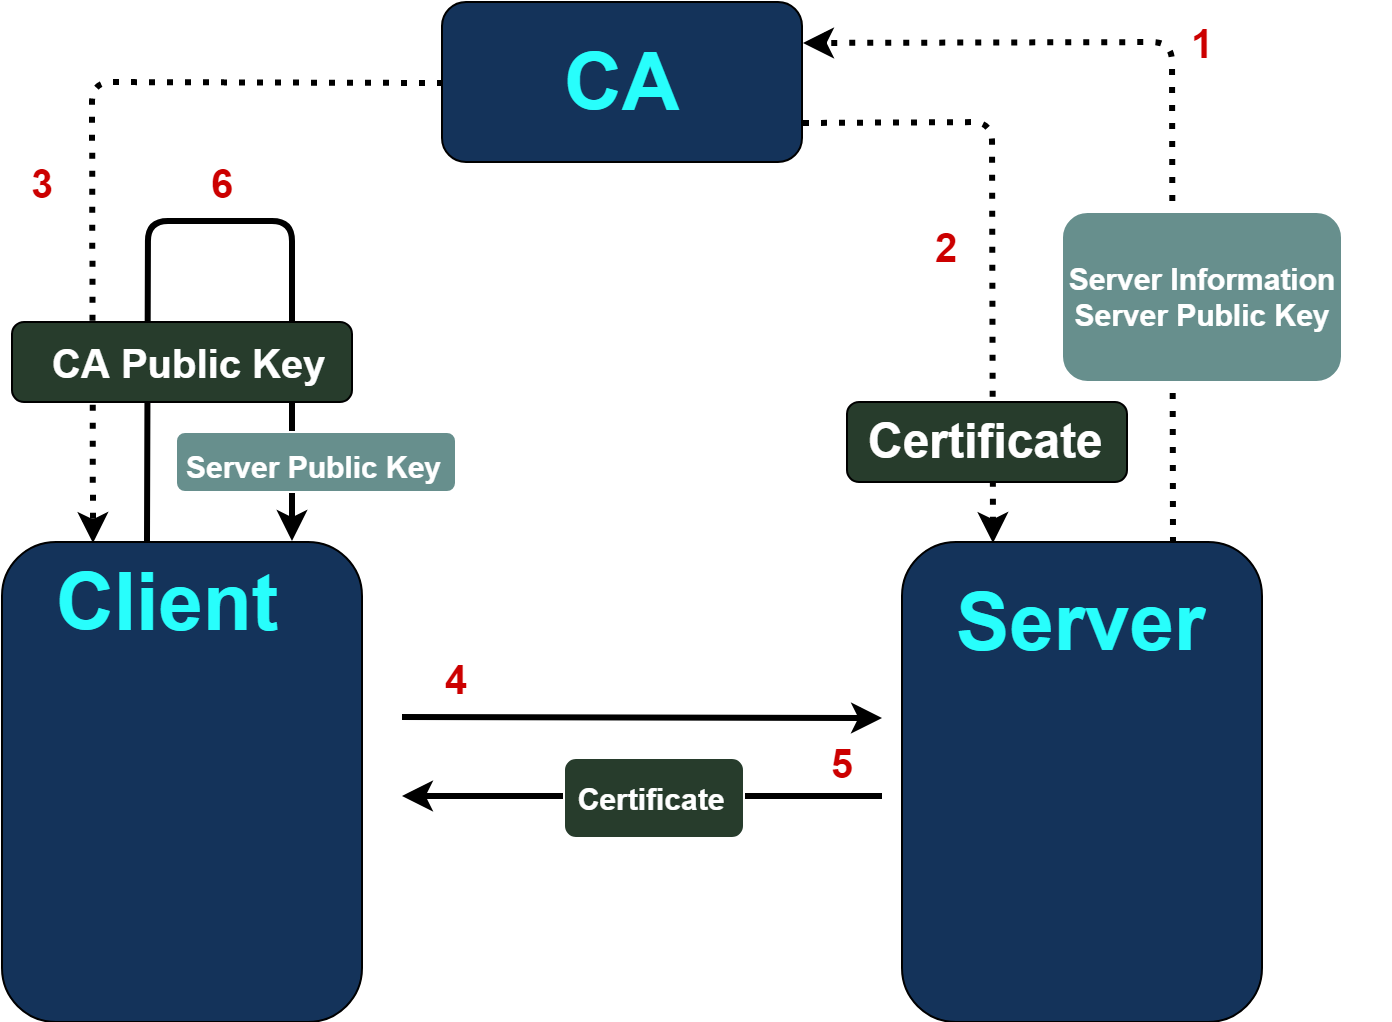 CA
1
3
6
2
Server Information
Server Public Key
CA Public Key
Certificate
Server Public Key
Client
Server
4
5
Certificate